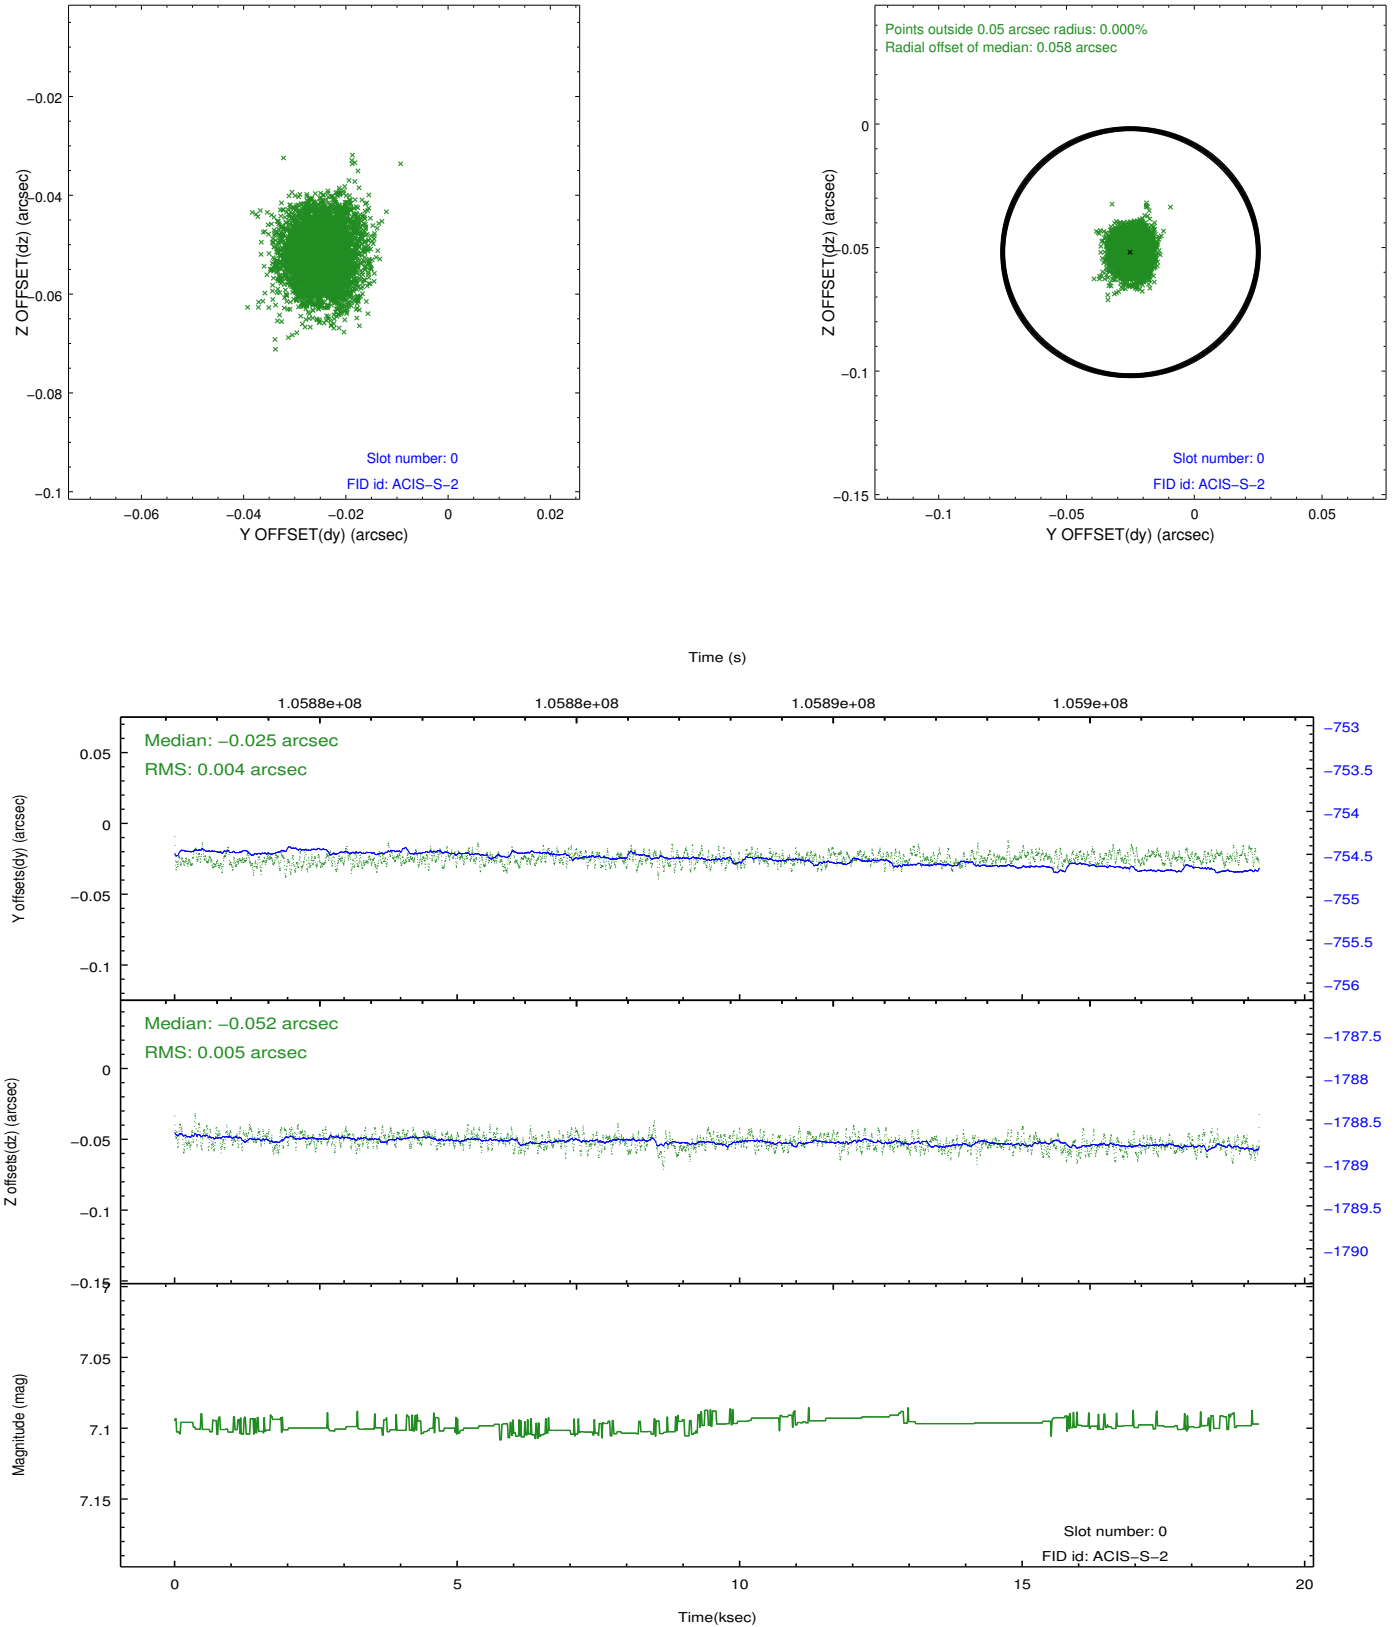 −0.02
−0.04
−0.06
−0.08
−0.1
Z OFFSET(dz) (arcsec)
Slot number: 0
FID id: ACIS−S−2
−0.06
−0.04
−0.02
0
0.02
Y OFFSET(dy) (arcsec)
Points outside 0.05 arcsec radius: 0.000%
Radial offset of median: 0.058 arcsec
0
−0.05
−0.1
−0.15
Z OFFSET(dz) (arcsec)
Slot number: 0
FID id: ACIS−S−2
−0.1
−0.05
0
0.05
Y OFFSET(dy) (arcsec)
Time (s)
1.0588e+08
1.0588e+08
1.0589e+08
1.059e+08
Median: −0.025 arcsec
RMS: 0.004 arcsec
0.05
0
−0.05
−0.1
Y offsets(dy) (arcsec)
−753
−753.5
−754
−754.5
−755
−755.5
−756
Median: −0.052 arcsec
RMS: 0.005 arcsec
0
−0.05
−0.1
−0.15
Z offsets(dz) (arcsec)
−1787.5
−1788
−1788.5
−1789
−1789.5
−1790
7
7.05
7.1
7.15
Magnitude (mag)
Slot number: 0
FID id: ACIS−S−2
0
5
10
15
20
Time(ksec)